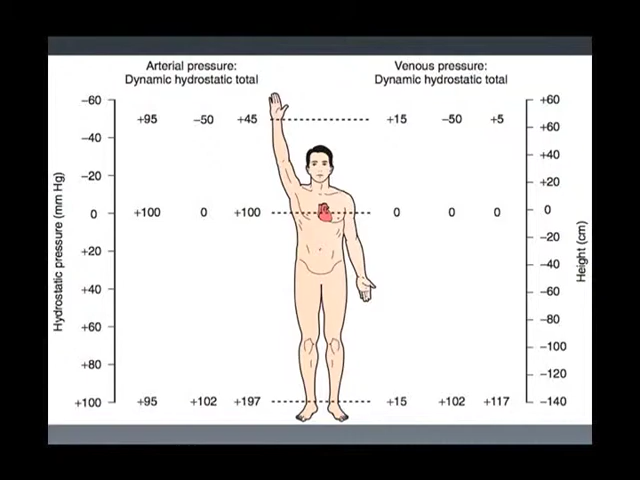 Arterial pressure:
Dynamic hydrostatic total
Venous pressure:
Dynamic hydrostatic total
Hydrostatic pressure (mm Hg)
−60
−40
−20
0
+20
+40
+60
+80
+100
+95 −50 +45
+15 −50 +5
+100 0 +100
0 0 0
+95 +102 +197
+15 +102 +117
+60
+60
+40
+20
0
−20
−40
−60
−80
−100
−120
−140
Height (cm)